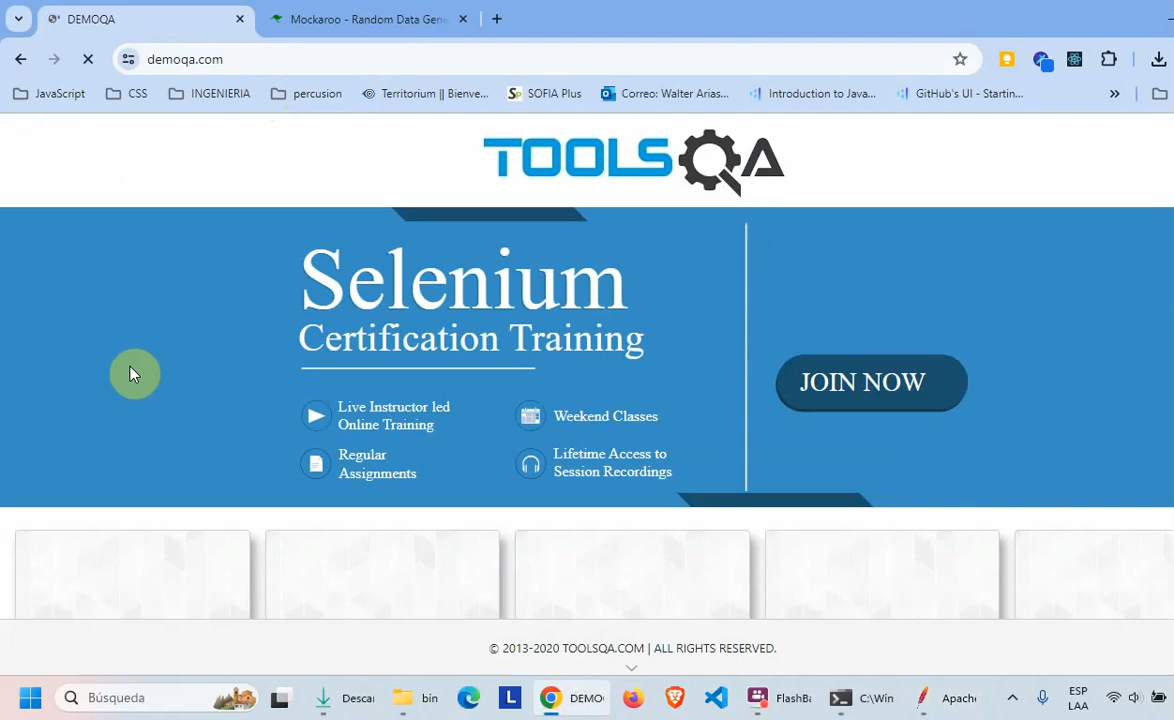 DEMOQA
Mockaroo - Random Data Gen
demoqa.com
JavaScript CSS INGENIERIA percusion Territorium || Bienve... SOFIA Plus Correo: Walter Arias... Introduction to Java... GitHub's UI - Startin...
TOOLSQA
Selenium
Certification Training
JOIN NOW
Live Instructor led
Online Training
Weekend Classes
Regular
Assignments
Lifetime Access to
Session Recordings
© 2013-2020 TOOLSQA.COM | ALL RIGHTS RESERVED.
Búsqueda Desca bin L DEMO FlashBa C:\Win Apache
ESP
LAA